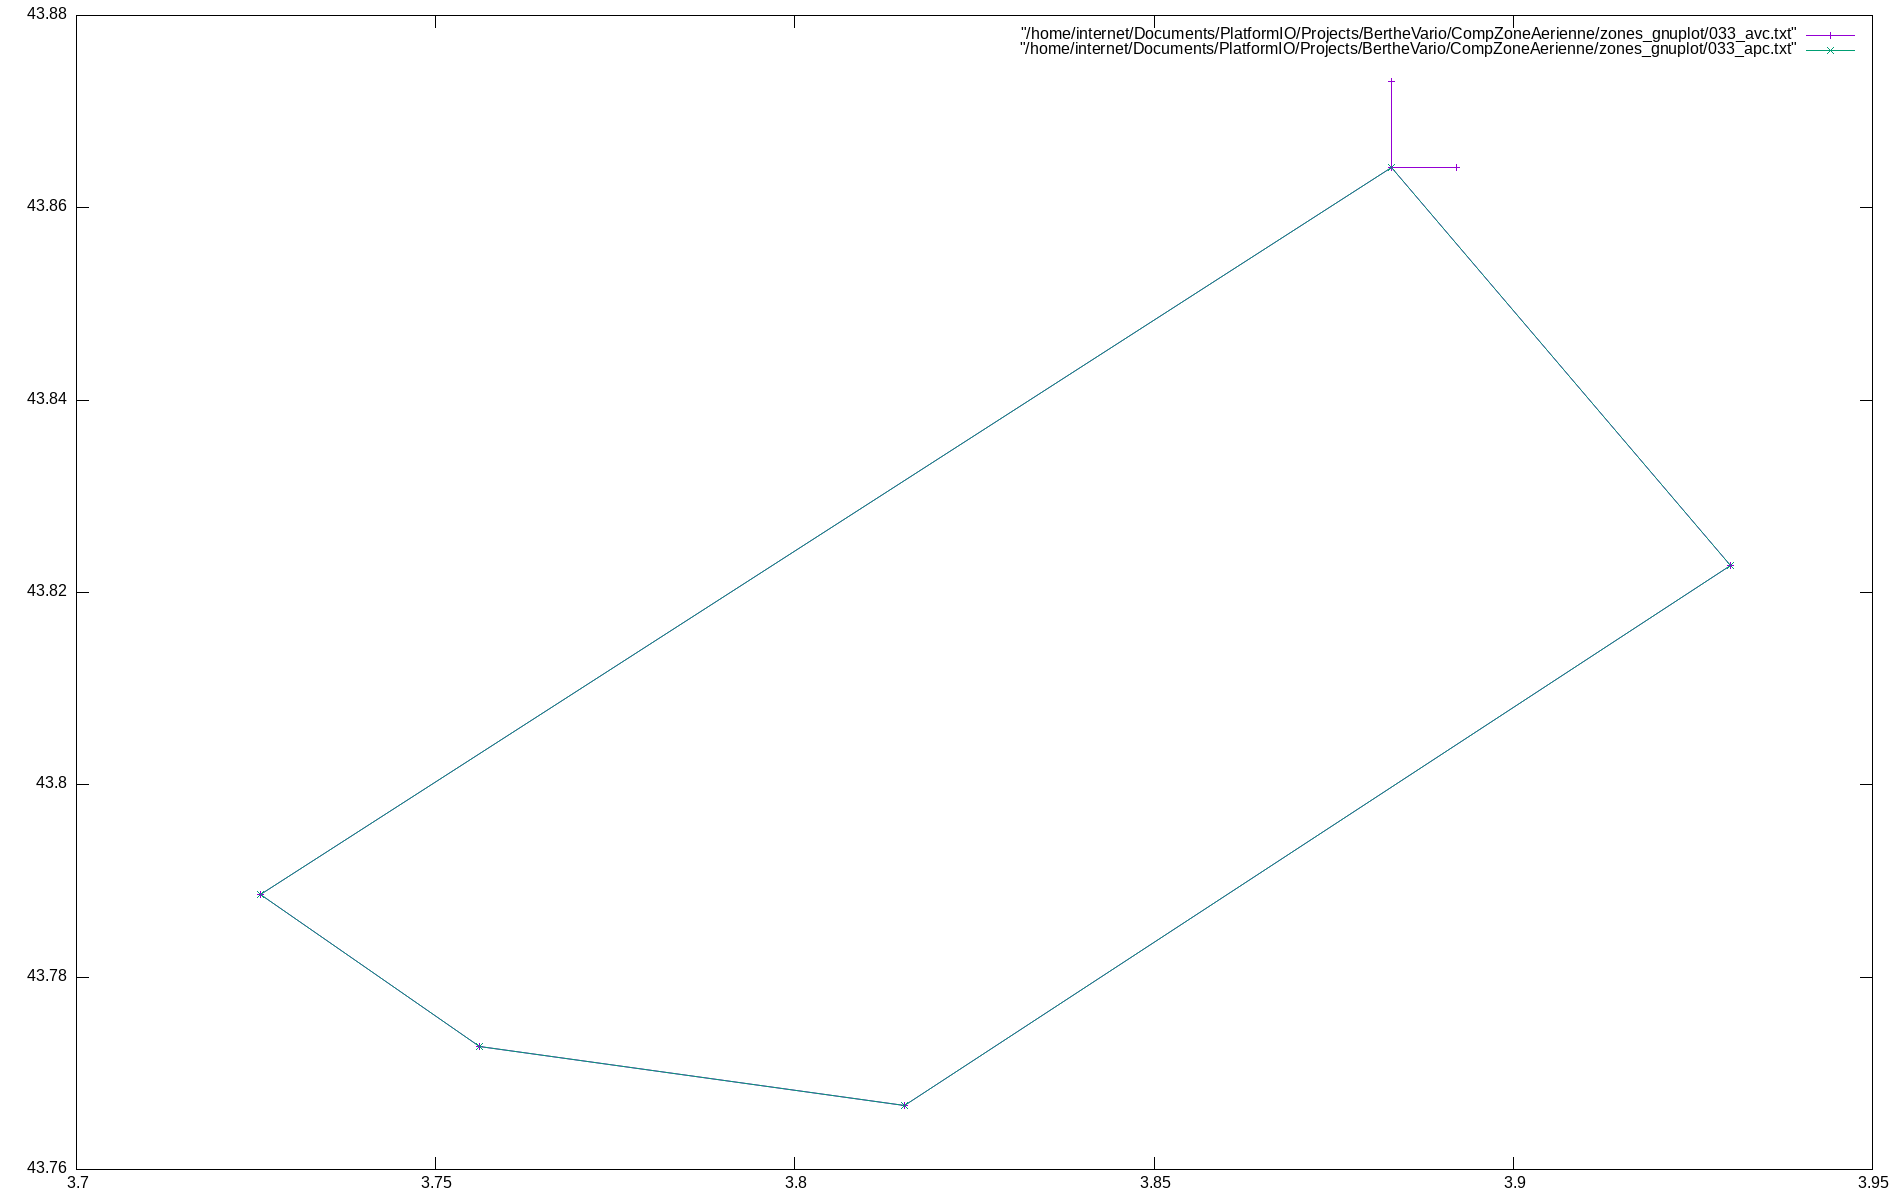 43.88
"/home/internet/Documents/PlatformIO/Projects/BertheVario/CompZoneAerienne/zones_gnuplot/033_avc.txt"
"/home/internet/Documents/PlatformIO/Projects/BertheVario/CompZoneAerienne/zones_gnuplot/033_apc.txt"
43.86
43.84
43.82
43.8
43.78
43.76
3.7 3.75 3.8 3.85 3.9 3.95